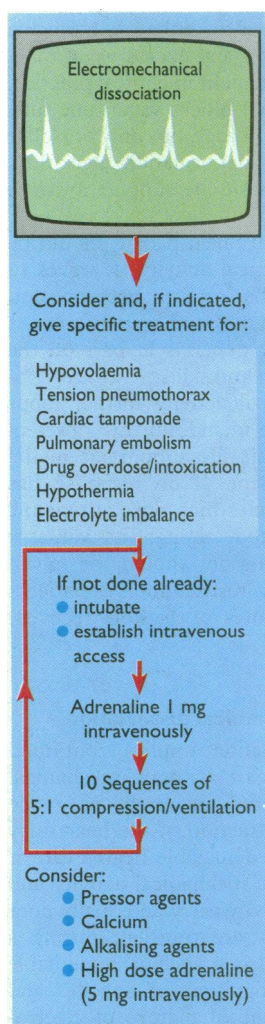 Electromechanical
dissociation
Consider and, if indicated,
give specific treatment for:
Hypovolaemia
Tension pneumothorax
Cardiac tamponade
Pulmonary embolism
Drug overdose/intoxication
Hypothermia
Electrolyte imbalance
If not done already:
● intubate
● establish intravenous
access
Adrenaline 1 mg
intravenously
10 Sequences of
5:1 compression/ventilation
Consider:
● Pressor agents
● Calcium
● Alkalising agents
● High dose adrenaline
(5 mg intravenously)